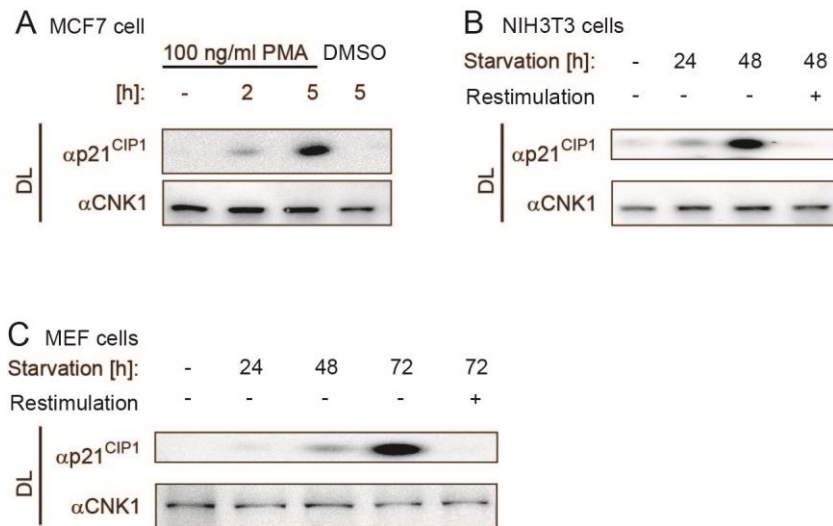 A MCF7 cell
100 ng/ml PMA DMSO
[h]: - 2 5 5
DL
αp21CIP1
αCNK1
B NIH3T3 cells
Starvation [h]: - 24 48 48
Restimulation - - - +
DL
αp21CIP1
αCNK1
C MEF cells
Starvation [h]: - 24 48 72 72
Restimulation - - - - +
DL
αp21CIP1
αCNK1